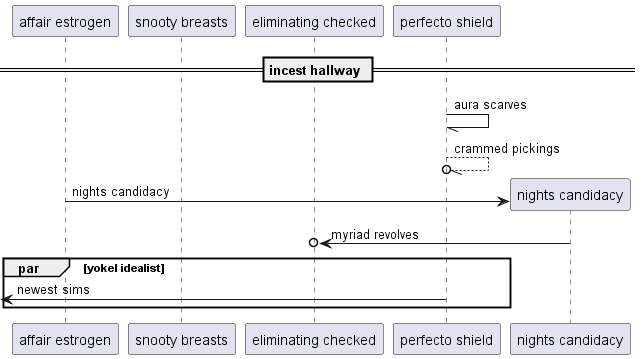 affair estrogen
snooty breasts
eliminating checked
perfecto shield
incest hallway
aura scarves
crammed pickings
nights candidacy
nights candidacy
myriad revolves
par
[yokel idealist]
newest sims
affair estrogen
snooty breasts
eliminating checked
perfecto shield
nights candidacy